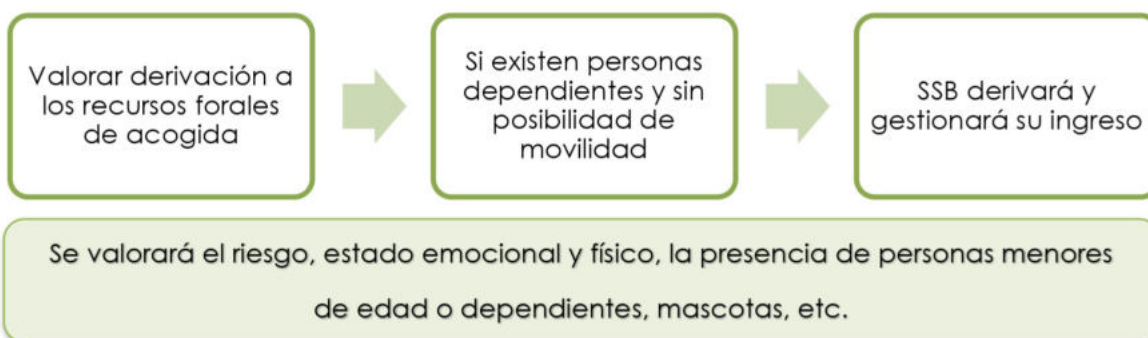 Valorar derivación a
los recursos forales
de acogida
Si existen personas
dependientes y sin
posibilidad de
movilidad
SSB derivará y
gestionará su ingreso
Se valorará el riesgo, estado emocional y físico, la presencia de personas menores
de edad o dependientes, mascotas, etc.